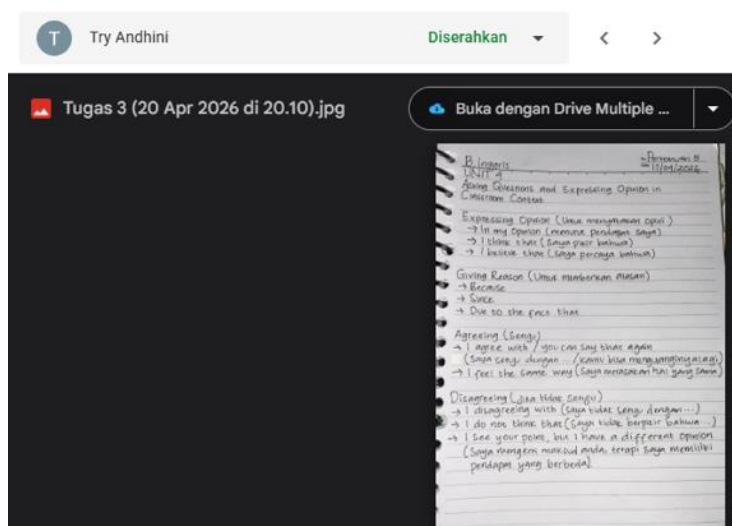 T
Try Andhini
Diserahkan
Tugas 3 (20 Apr 2026 di 20.10).jpg
Buka dengan Drive Multiple ...
B. Inggris
Pertemuan 8
UNIT 4
Asking Questions and Expressing Opinion in
Classroom Context
Expressing Opinion (Untuk menyatakan opini)
→ In my Opinion (menurut pendapat saya)
→ I think that (Saya pikir bahwa)
→ I believe that (Saya percaya bahwa)
Giving Reason (Untuk memberikan alasan)
→ Because
→ Since
→ Due to the fact that
Agreeing (Setuju)
→ I agree with / you can say that again
(Saya setuju dengan ... / kamu bisa mengulanginya lagi)
→ I feel the same way (Saya merasakan hal yang sama)
Disagreeing (Jika tidak setuju)
→ I disagreeing with (Saya tidak setuju dengan ...)
→ I do not think that (Saya tidak berpikir bahwa ...)
→ I see your point, but I have a different opinion
(Saya mengerti maksud anda, tetapi saya memiliki
pendapat yang berbeda)